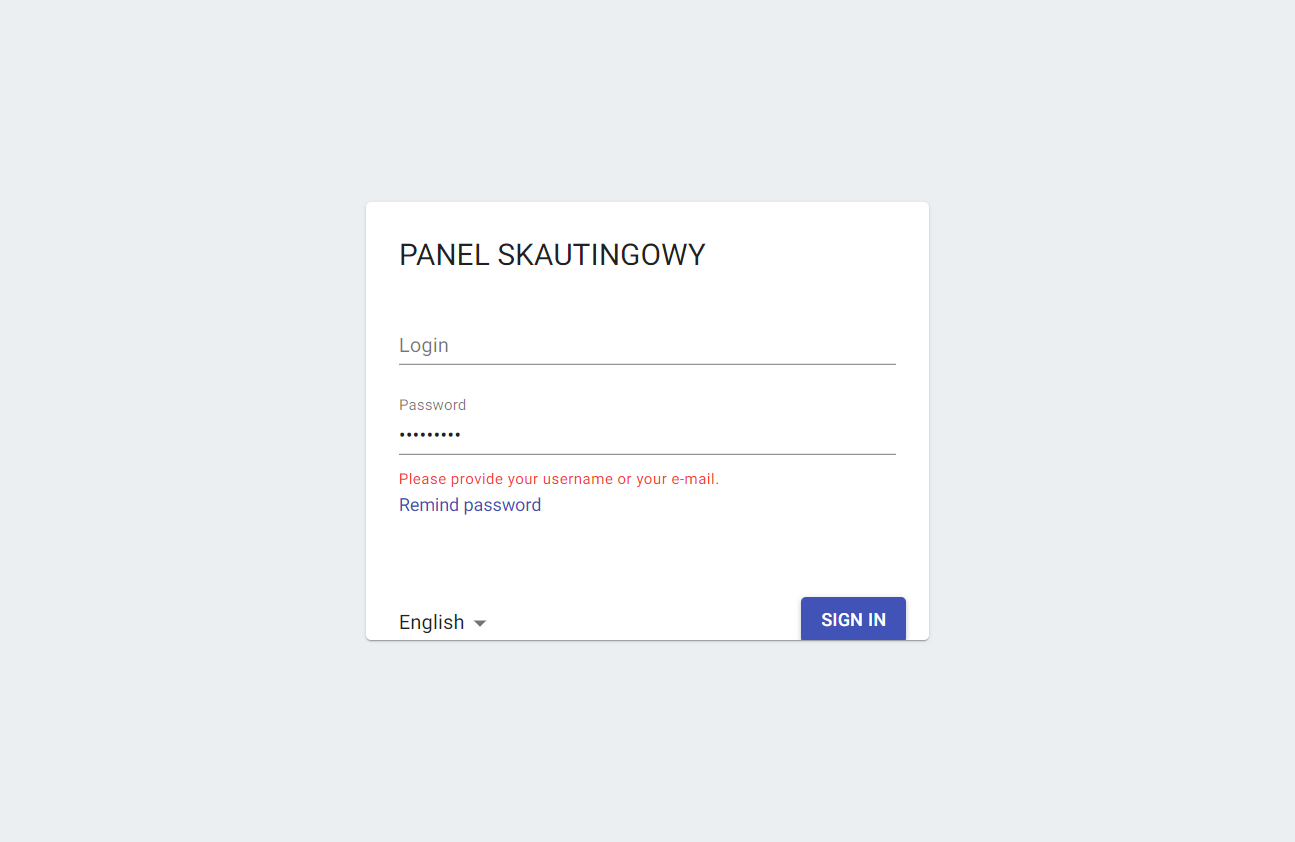 PANEL SKAUTINGOWY
Login
Password
•••••••••
Please provide your username or your e-mail.
Remind password
English
SIGN IN